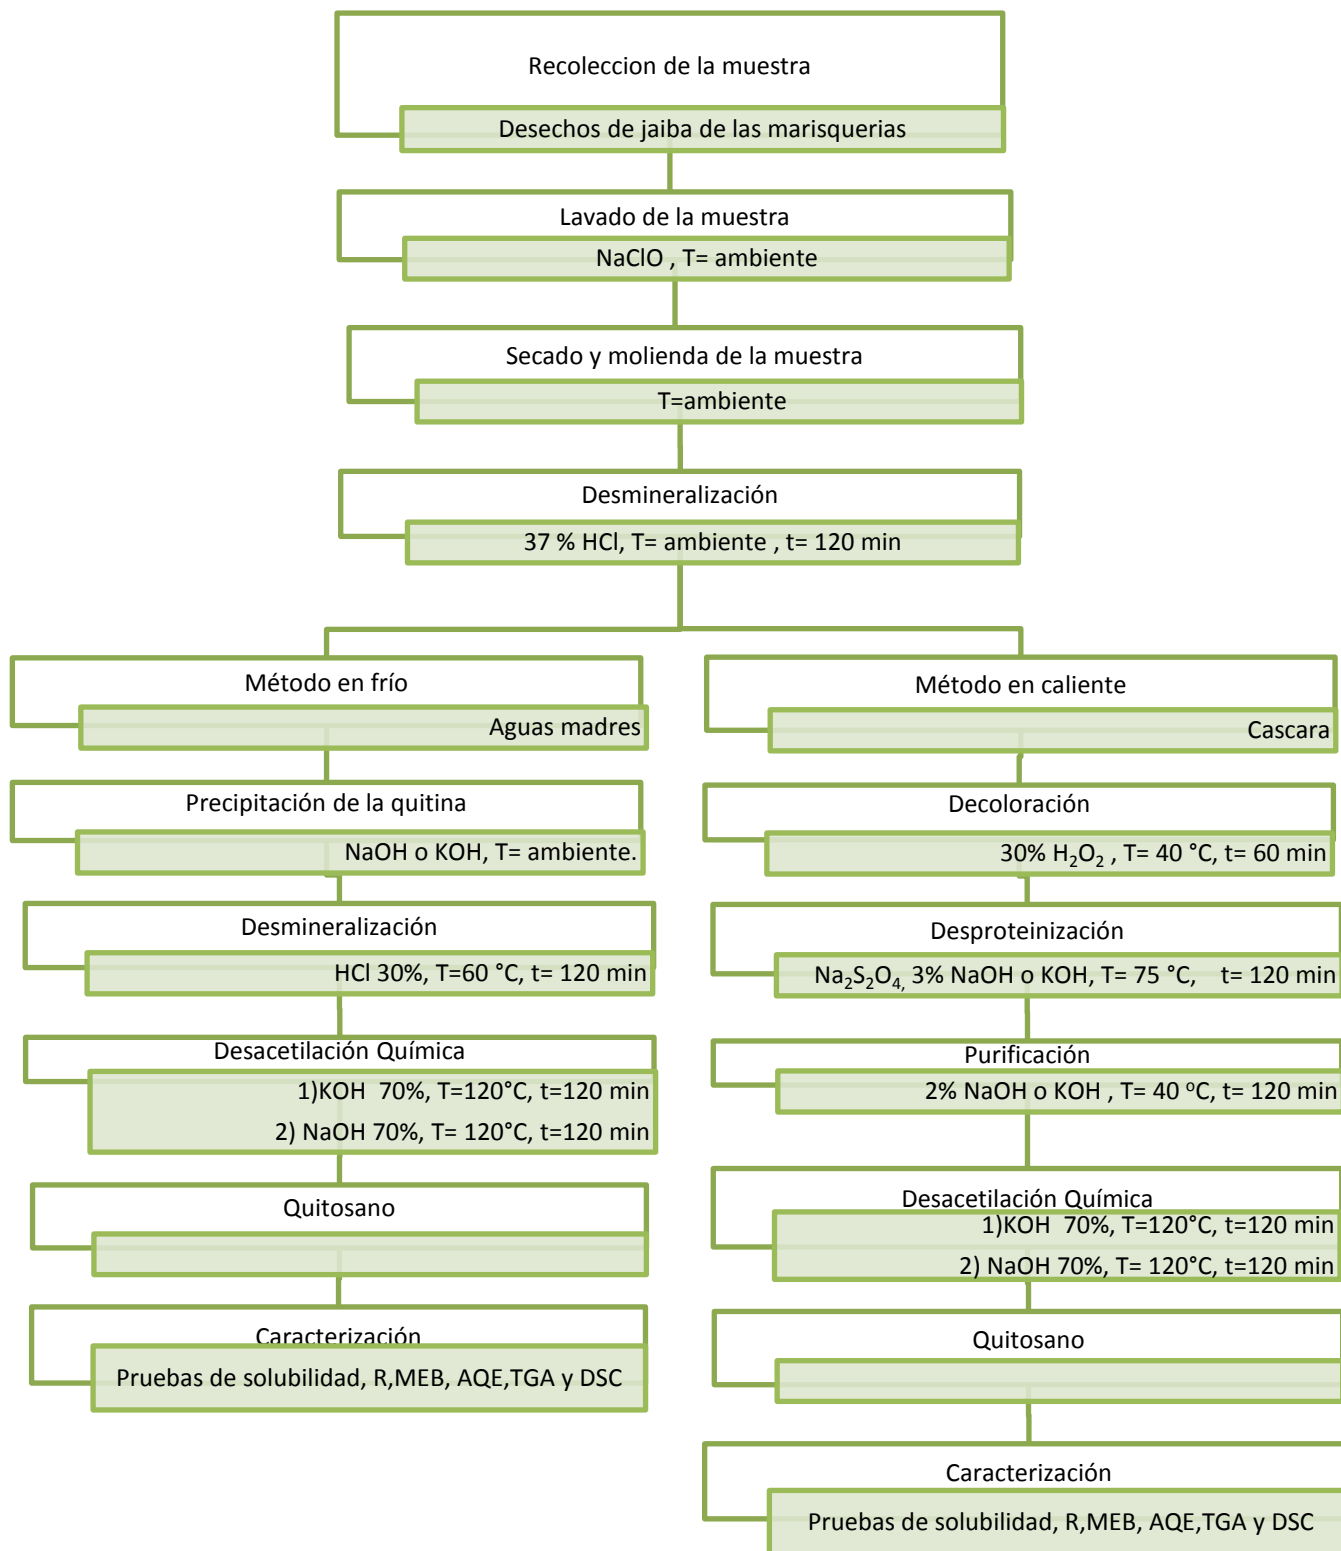 Recoleccion de la muestra
Desechos de jaiba de las marisquerias
Lavado de la muestra
NaClO , T= ambiente
Secado y molienda de la muestra
T=ambiente
Desmineralización
37 % HCl, T= ambiente , t= 120 min
Método en frío
Aguas madres
Precipitación de la quitina
NaOH o KOH, T= ambiente.
Desmineralización
HCl 30%, T=60 °C, t= 120 min
Desacetilación Química
1)KOH 70%, T=120°C, t=120 min
2) NaOH 70%, T= 120°C, t=120 min
Quitosano
Caracterización
Pruebas de solubilidad, R,MEB, AQE,TGA y DSC
Método en caliente
Cascara
Decoloración
30% H₂O₂ , T= 40 °C, t= 60 min
Desproteinización
Na₂S₂O₄, 3% NaOH o KOH, T= 75 °C, t= 120 min
Purificación
2% NaOH o KOH , T= 40 °C, t= 120 min
Desacetilación Química
1)KOH 70%, T=120°C, t=120 min
2) NaOH 70%, T= 120°C, t=120 min
Quitosano
Caracterización
Pruebas de solubilidad, R,MEB, AQE,TGA y DSC